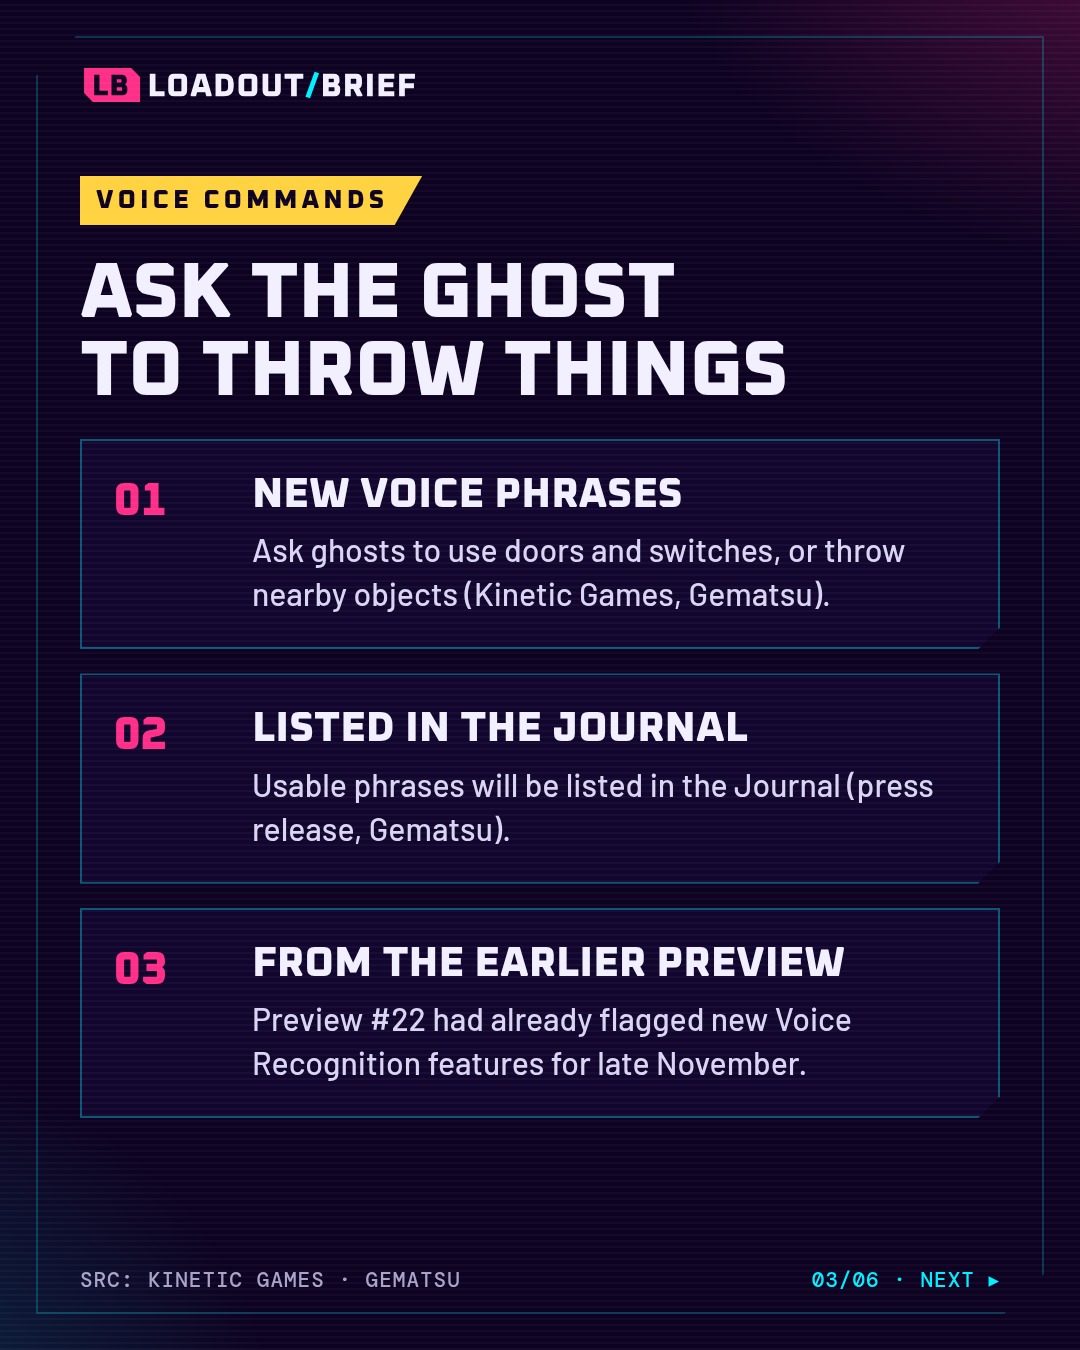 LB LOADOUT/BRIEF
VOICE COMMANDS
ASK THE GHOST
TO THROW THINGS
01
NEW VOICE PHRASES
Ask ghosts to use doors and switches, or throw
nearby objects (Kinetic Games, Gematsu).
02
LISTED IN THE JOURNAL
Usable phrases will be listed in the Journal (press
release, Gematsu).
03
FROM THE EARLIER PREVIEW
Preview #22 had already flagged new Voice
Recognition features for late November.
SRC: KINETIC GAMES · GEMATSU
03/06 · NEXT ▶